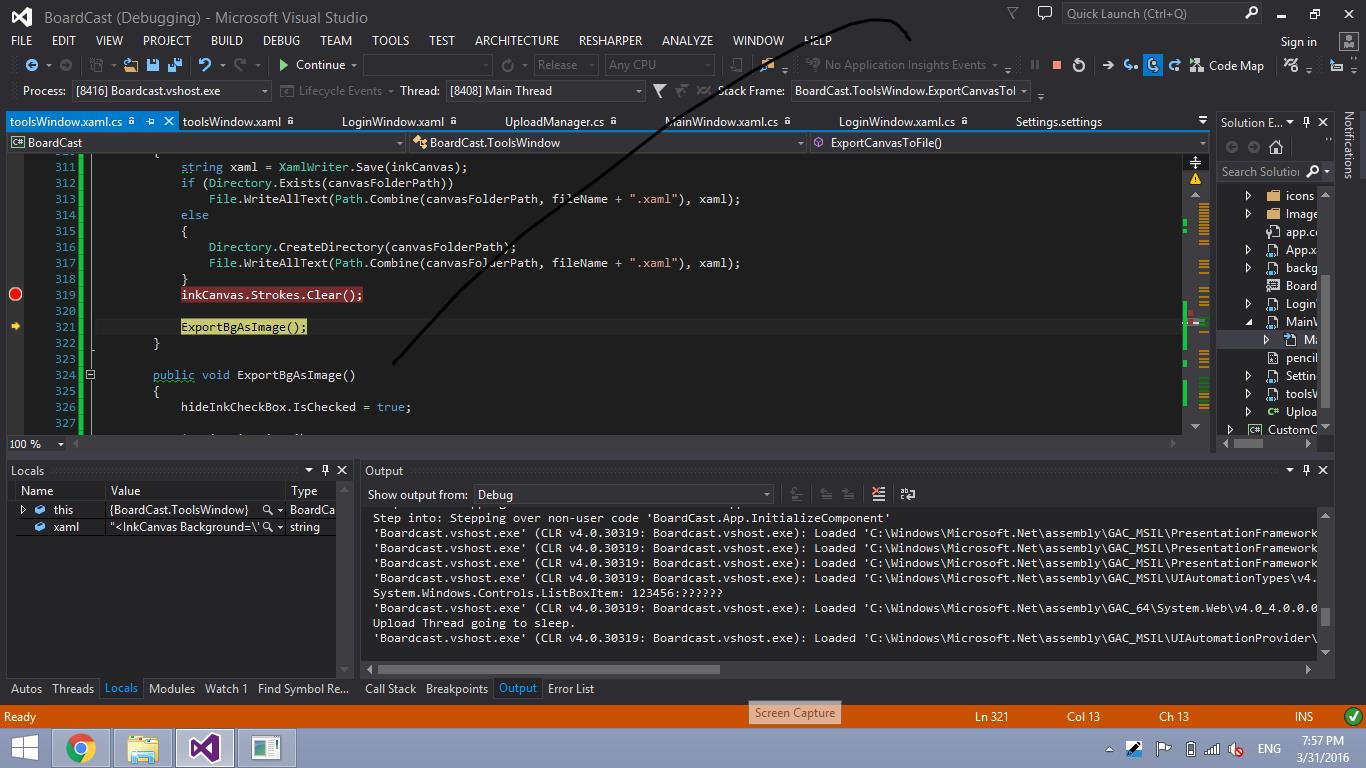 BoardCast (Debugging) - Microsoft Visual Studio
Quick Launch (Ctrl+Q)
FILE EDIT VIEW PROJECT BUILD DEBUG TEAM TOOLS TEST ARCHITECTURE RESHARPER ANALYZE WINDOW HELP
Sign in
Continue Release Any CPU No Application Insights Events Code Map
Process: [8416] Boardcast.vshost.exe Lifecycle Events Thread: [8408] Main Thread Stack Frame: BoardCast.ToolsWindow.ExportCanvasToI
toolsWindow.xaml.cs toolsWindow.xaml LoginWindow.xaml UploadManager.cs MainWindow.xaml.cs LoginWindow.xaml.cs Settings.settings
BoardCast BoardCast.ToolsWindow ExportCanvasToFile()
311 string xaml = XamlWriter.Save(inkCanvas);
312 if (Directory.Exists(canvasFolderPath))
313 File.WriteAllText(Path.Combine(canvasFolderPath, fileName + ".xaml"), xaml);
314 else
315 {
316 Directory.CreateDirectory(canvasFolderPath);
317 File.WriteAllText(Path.Combine(canvasFolderPath, fileName + ".xaml"), xaml);
318 }
319 inkCanvas.Strokes.Clear();
320
321 ExportBgAsImage();
322 }
323
324 public void ExportBgAsImage()
325 {
326 hideInkCheckBox.IsChecked = true;
327
100 %
Solution E...
Search Solution
icons
Image
app.c
App.x
backg
Board
Login
MainW
Ma
pencil
Settin
toolsW
Uploa
CustomC
Notifications
Locals
Name Value Type
this {BoardCast.ToolsWindow} BoardCa
xaml "<InkCanvas Background=\" string
Autos Threads Locals Modules Watch 1 Find Symbol Re...
Output
Show output from: Debug
Step into: Stepping over non-user code 'BoardCast.App.InitializeComponent'
'Boardcast.vshost.exe' (CLR v4.0.30319: Boardcast.vshost.exe): Loaded 'C:\Windows\Microsoft.Net\assembly\GAC_MSIL\PresentationFramework
'Boardcast.vshost.exe' (CLR v4.0.30319: Boardcast.vshost.exe): Loaded 'C:\Windows\Microsoft.Net\assembly\GAC_MSIL\PresentationFramework
'Boardcast.vshost.exe' (CLR v4.0.30319: Boardcast.vshost.exe): Loaded 'C:\Windows\Microsoft.Net\assembly\GAC_MSIL\PresentationFramework
'Boardcast.vshost.exe' (CLR v4.0.30319: Boardcast.vshost.exe): Loaded 'C:\Windows\Microsoft.Net\assembly\GAC_MSIL\UIAutomationTypes\v4.
System.Windows.Controls.ListBoxItem: 123456:??????
'Boardcast.vshost.exe' (CLR v4.0.30319: Boardcast.vshost.exe): Loaded 'C:\Windows\Microsoft.Net\assembly\GAC_64\System.Web\v4.0_4.0.0.0
Upload Thread going to sleep.
'Boardcast.vshost.exe' (CLR v4.0.30319: Boardcast.vshost.exe): Loaded 'C:\Windows\Microsoft.Net\assembly\GAC_MSIL\UIAutomationProvider\
Call Stack Breakpoints Output Error List
Screen Capture
Ready Ln 321 Col 13 Ch 13 INS
ENG
7:57 PM
3/31/2016